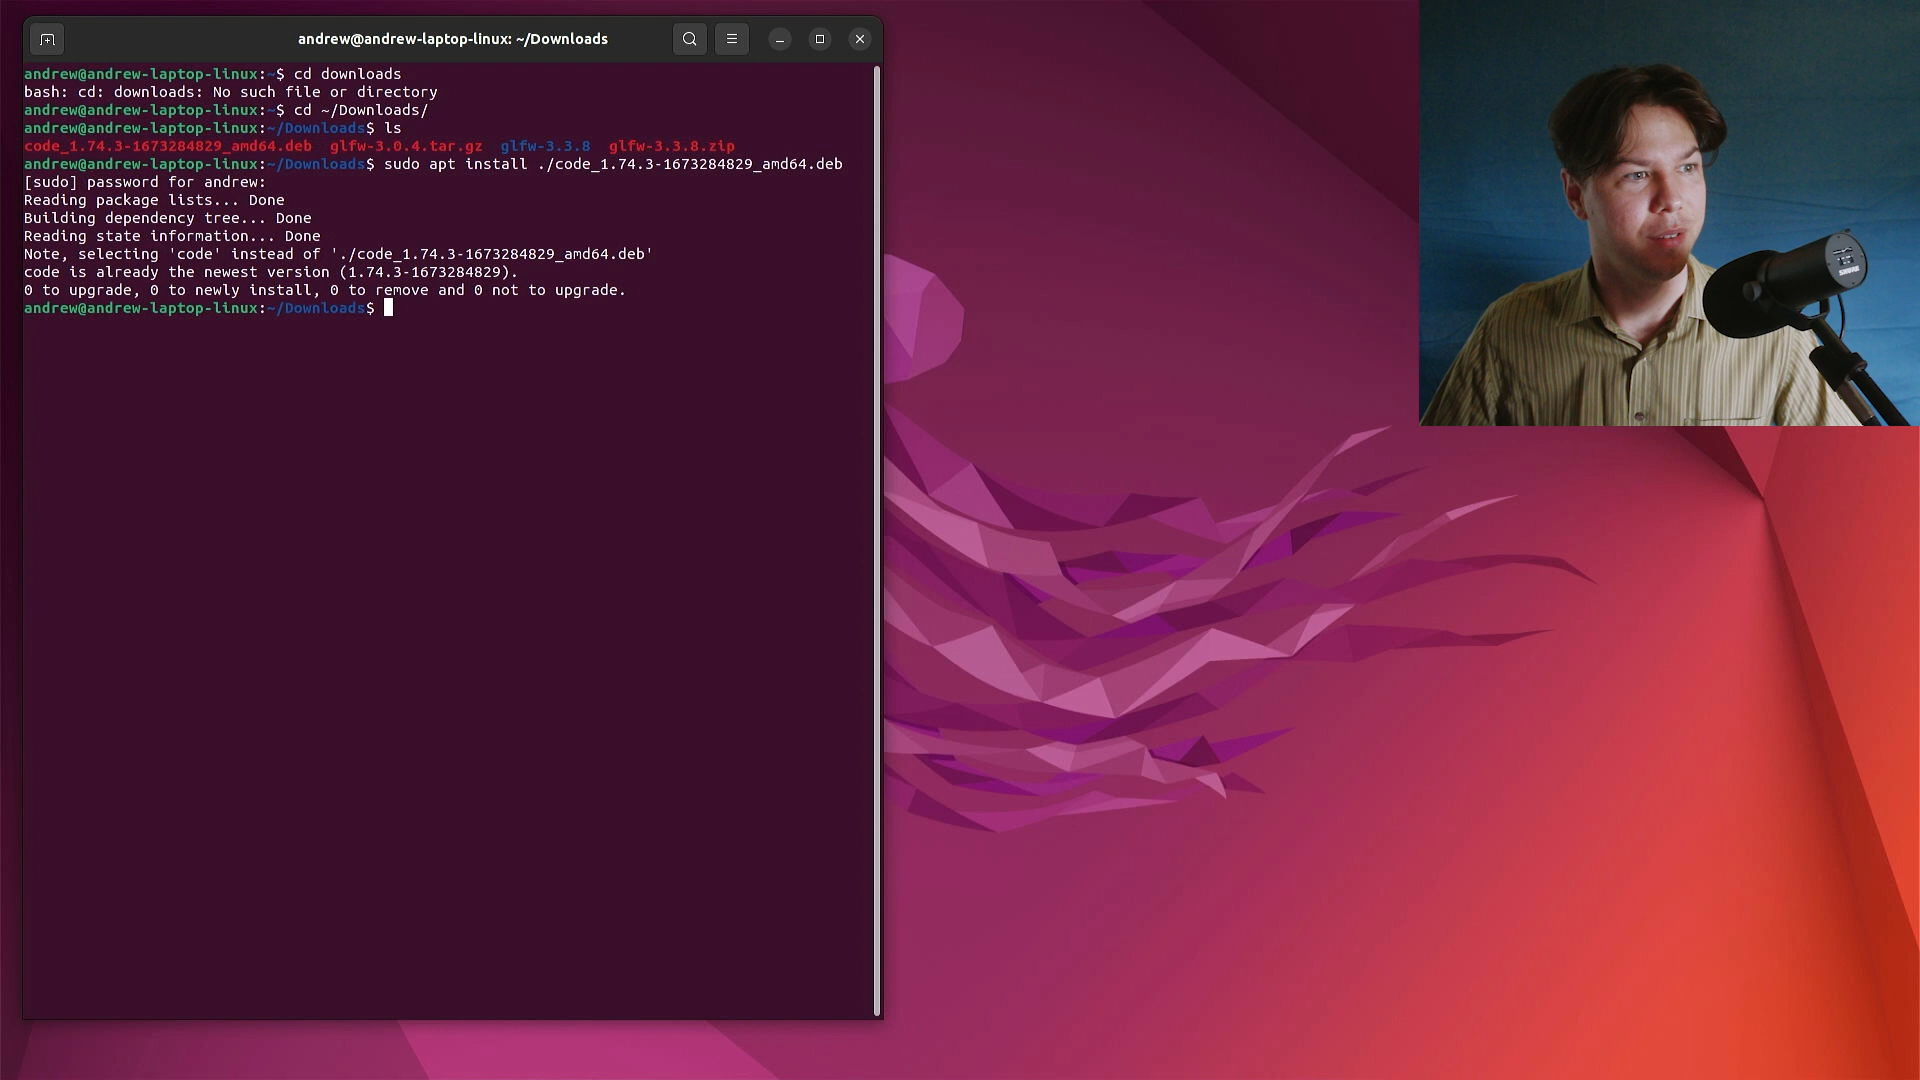 andrew@andrew-laptop-linux: ~/Downloads
andrew@andrew-laptop-linux:~$ cd downloads
bash: cd: downloads: No such file or directory
andrew@andrew-laptop-linux:~$ cd ~/Downloads/
andrew@andrew-laptop-linux:~/Downloads$ ls
code_1.74.3-1673284829_amd64.deb  glfw-3.0.4.tar.gz  glfw-3.3.8  glfw-3.3.8.zip
andrew@andrew-laptop-linux:~/Downloads$ sudo apt install ./code_1.74.3-1673284829_amd64.deb
[sudo] password for andrew:
Reading package lists... Done
Building dependency tree... Done
Reading state information... Done
Note, selecting 'code' instead of './code_1.74.3-1673284829_amd64.deb'
code is already the newest version (1.74.3-1673284829).
0 to upgrade, 0 to newly install, 0 to remove and 0 not to upgrade.
andrew@andrew-laptop-linux:~/Downloads$
SHURE